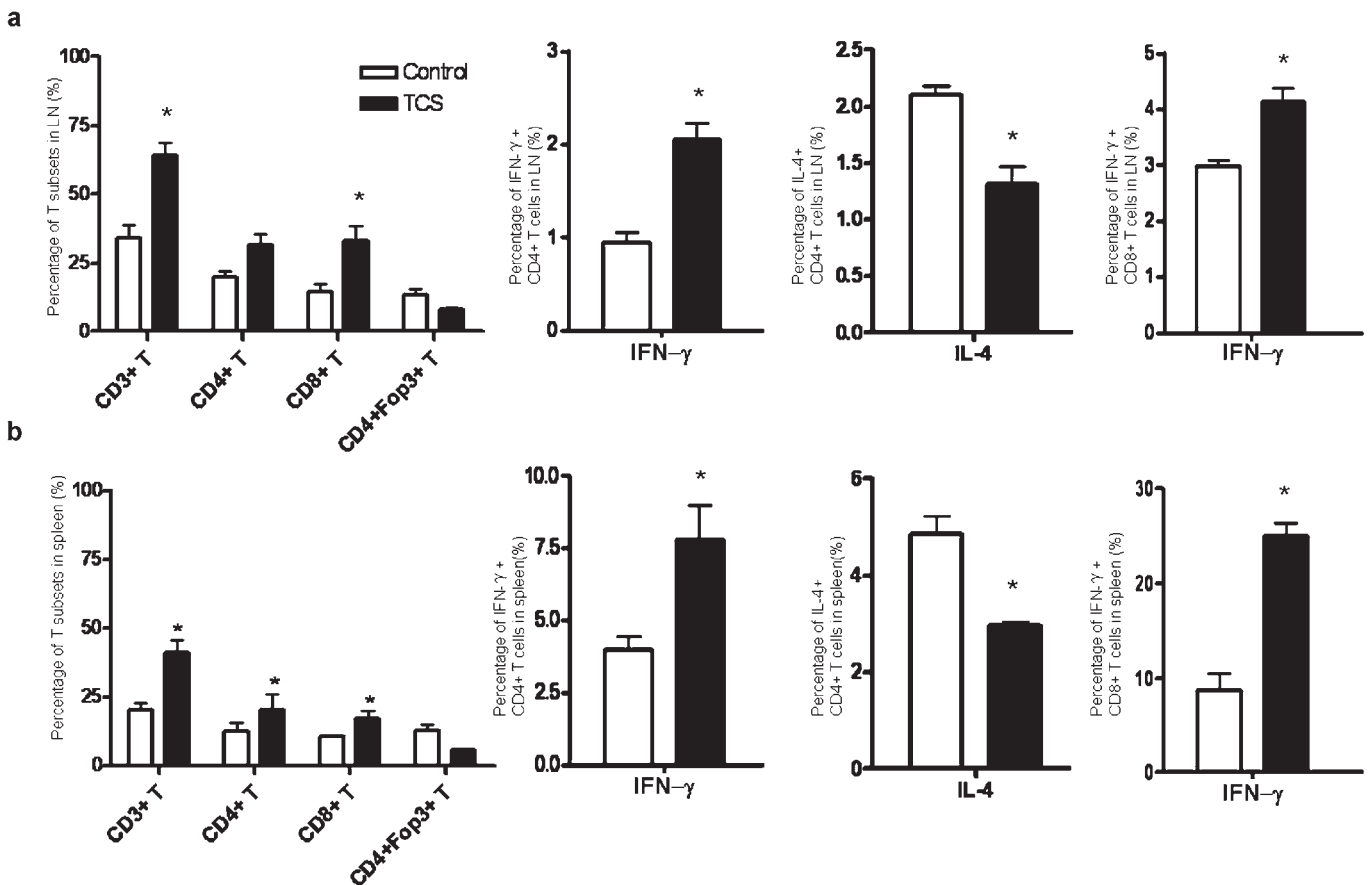 a
Percentage of T subsets in LN (%)
100
75
50
25
0
*
*
Control
TCS
CD3+ T
CD4+ T
CD8+ T
CD4+Fop3+ T
Percentage of IFN-γ +
CD4+ T cells in LN (%)
3
2
1
0
*
IFN−γ
Percentage of IL-4+
CD4+ T cells in LN (%)
2.5
2.0
1.5
1.0
0.5
0.0
*
IL-4
Percentage of IFN-γ +
CD8+ T cells in LN (%)
5
4
3
2
1
0
*
IFN−γ
b
Percentage of T subsets in spleen (%)
100
75
50
25
0
*
*
*
CD3+ T
CD4+ T
CD8+ T
CD4+Fop3+ T
Percentage of IFN-γ +
CD4+ T cells in spleen(%)
10.0
7.5
5.0
2.5
0.0
*
IFN−γ
Percentage of IL-4+
CD4+ T cells in spleen(%)
6
4
2
0
*
IL-4
Percentage of IFN-γ +
CD8+ T cells in spleen (%)
30
20
10
0
*
IFN−γ